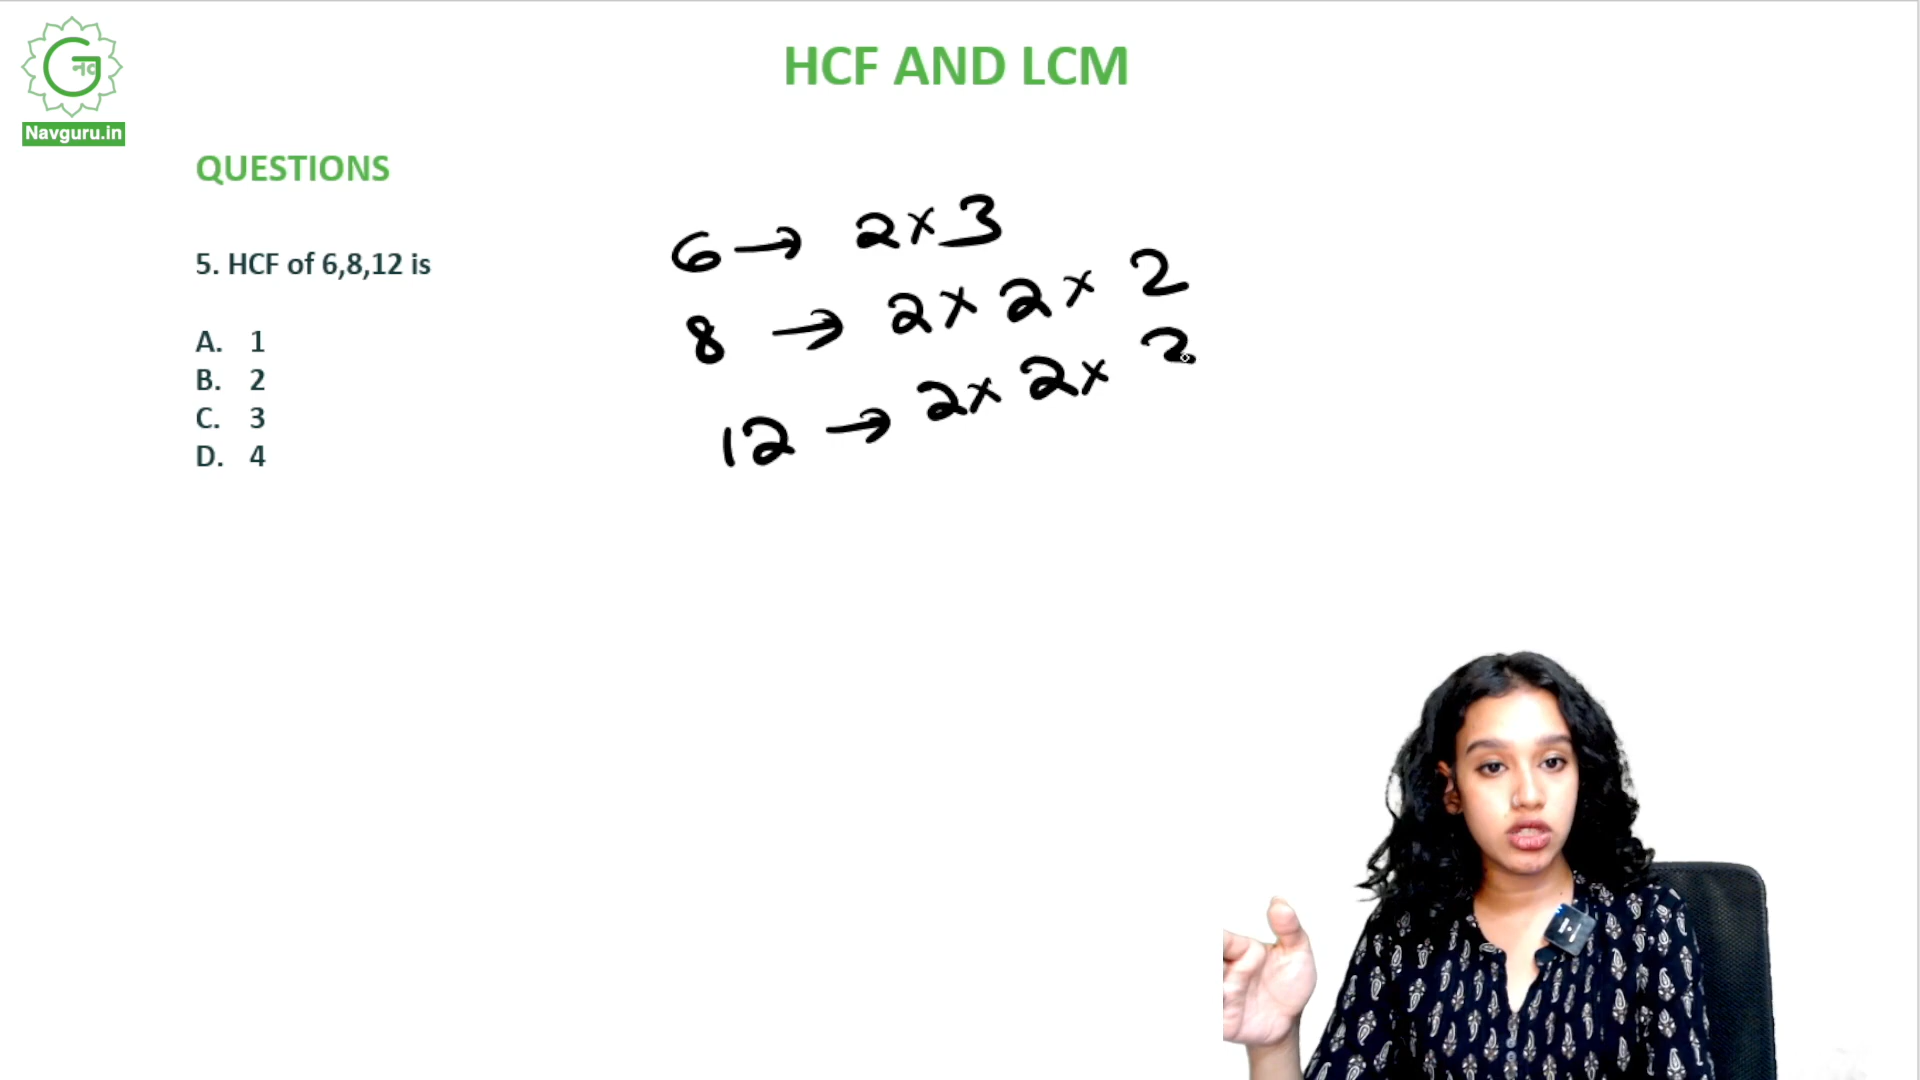 नव
Navguru.in
HCF AND LCM
QUESTIONS
5. HCF of 6,8,12 is
A. 1
B. 2
C. 3
D. 4
6 → 2 x 3
8 → 2 x 2 x 2
12 → 2 x 2 x